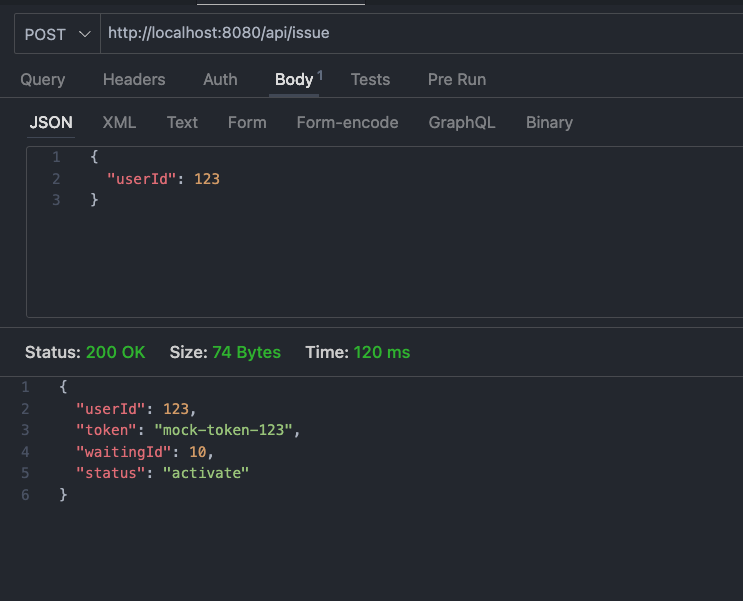 POST http://localhost:8080/api/issue
Query Headers Auth Body 1 Tests Pre Run
JSON XML Text Form Form-encode GraphQL Binary
1 {
2 "userId": 123
3 }
Status: 200 OK Size: 74 Bytes Time: 120 ms
1 {
2 "userId": 123,
3 "token": "mock-token-123",
4 "waitingId": 10,
5 "status": "activate"
6 }